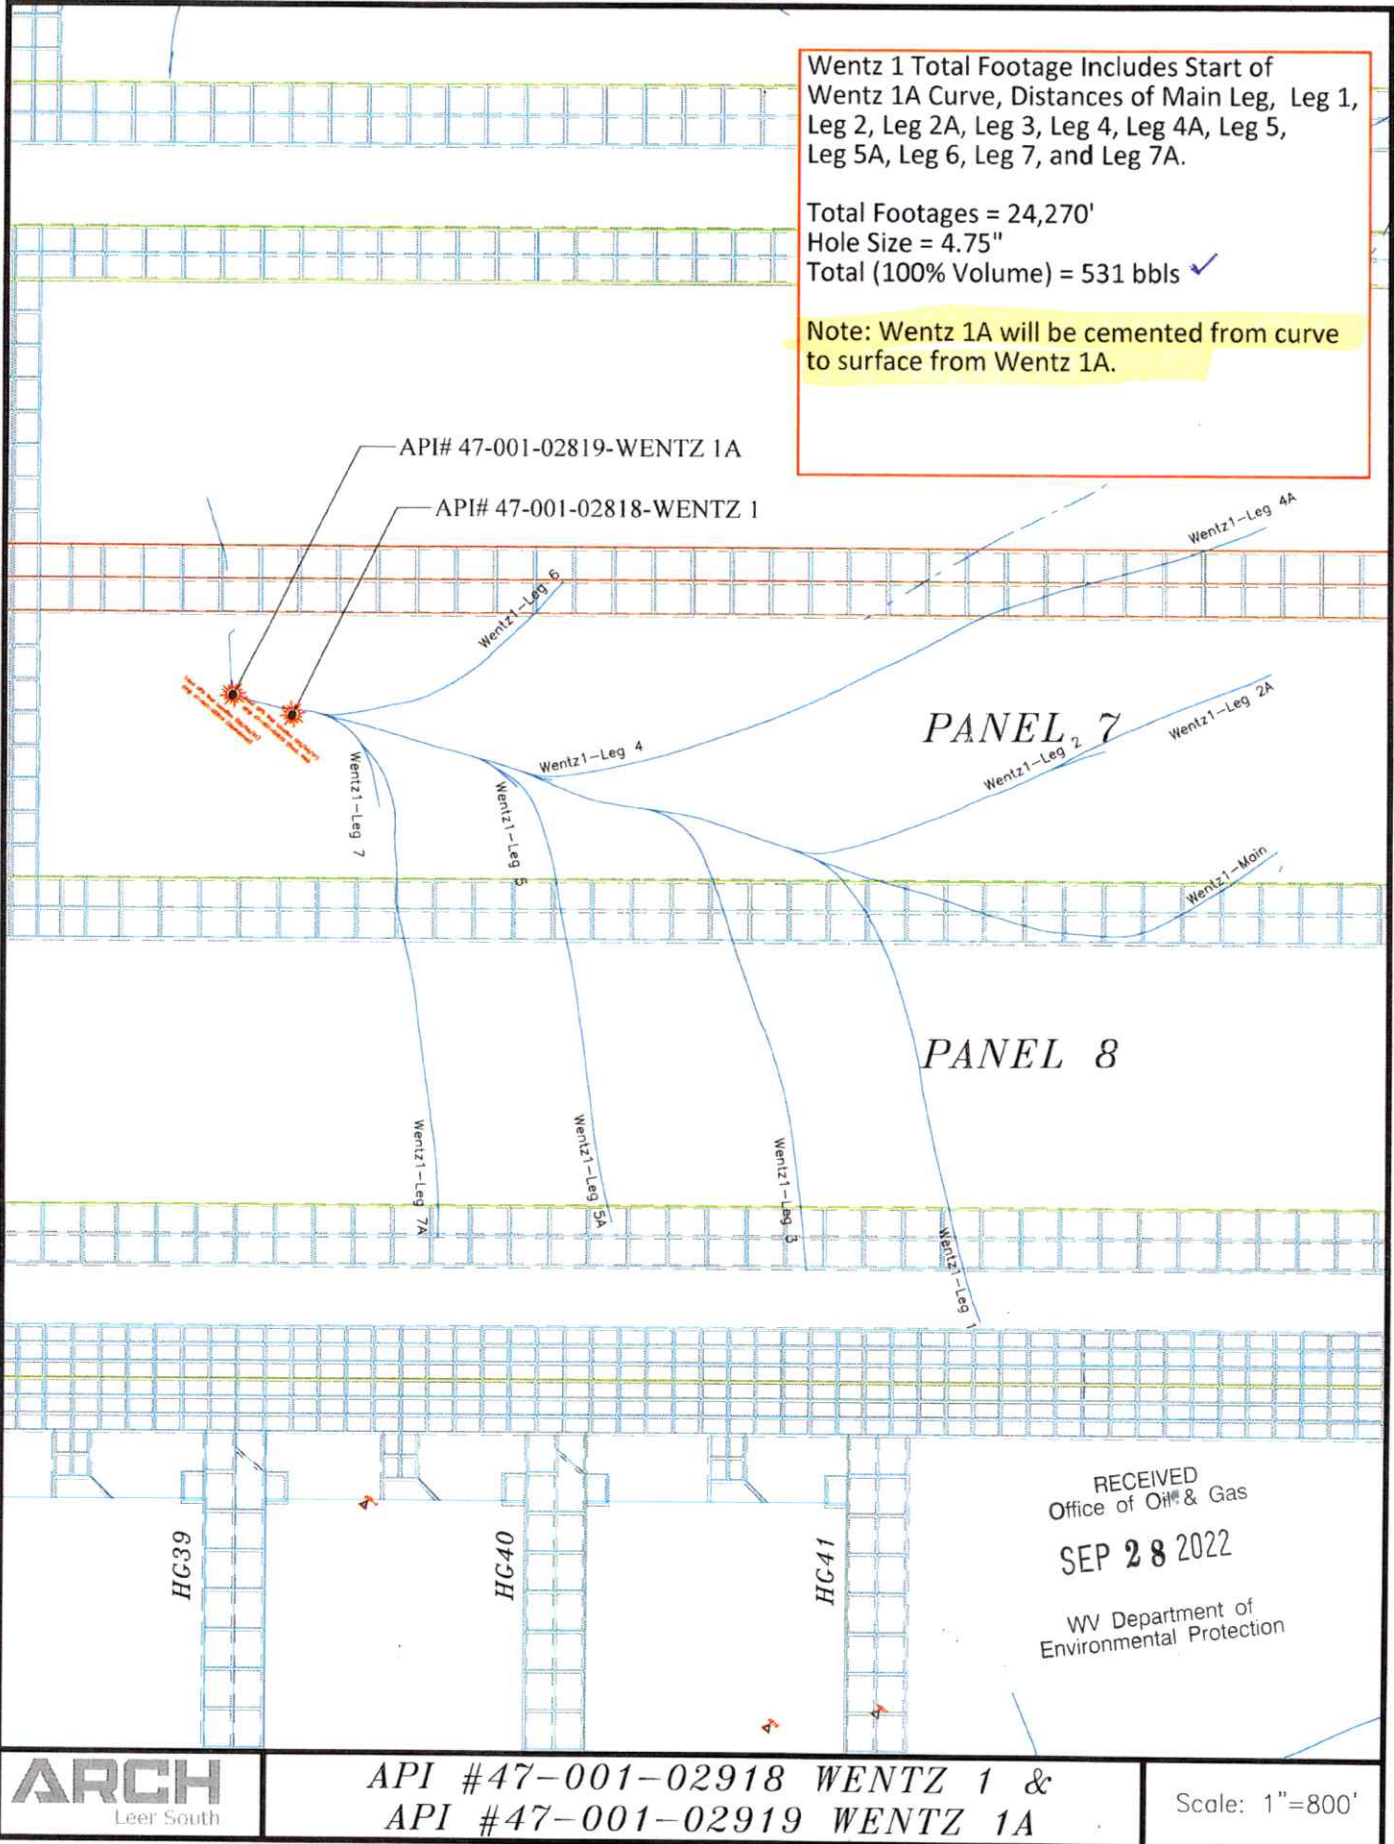 Wentz 1 Total Footage Includes Start of
Wentz 1A Curve, Distances of Main Leg, Leg 1,
Leg 2, Leg 2A, Leg 3, Leg 4, Leg 4A, Leg 5,
Leg 5A, Leg 6, Leg 7, and Leg 7A.
Total Footages = 24,270'
Hole Size = 4.75"
Total (100% Volume) = 531 bbls ✓
Note: Wentz 1A will be cemented from curve
to surface from Wentz 1A.
API# 47-001-02819-WENTZ 1A
API# 47-001-02818-WENTZ 1
Wentz1-Leg 4A
Wentz1-Leg 6
Wentz1-Leg 2A
PANEL 7
Wentz1-Leg 4
Wentz1-Leg 2
Wentz1-Leg 7
Wentz1-Leg 5
Wentz1-Main
PANEL 8
Wentz1-Leg 7A
Wentz1-Leg 5A
Wentz1-Leg 3
Wentz1-Leg 1
RECEIVED
Office of Oil & Gas
SEP 28 2022
WV Department of
Environmental Protection
HG39
HG40
HG41
ARCH
Leer South
API #47-001-02918 WENTZ 1 &
API #47-001-02919 WENTZ 1A
Scale: 1"=800'